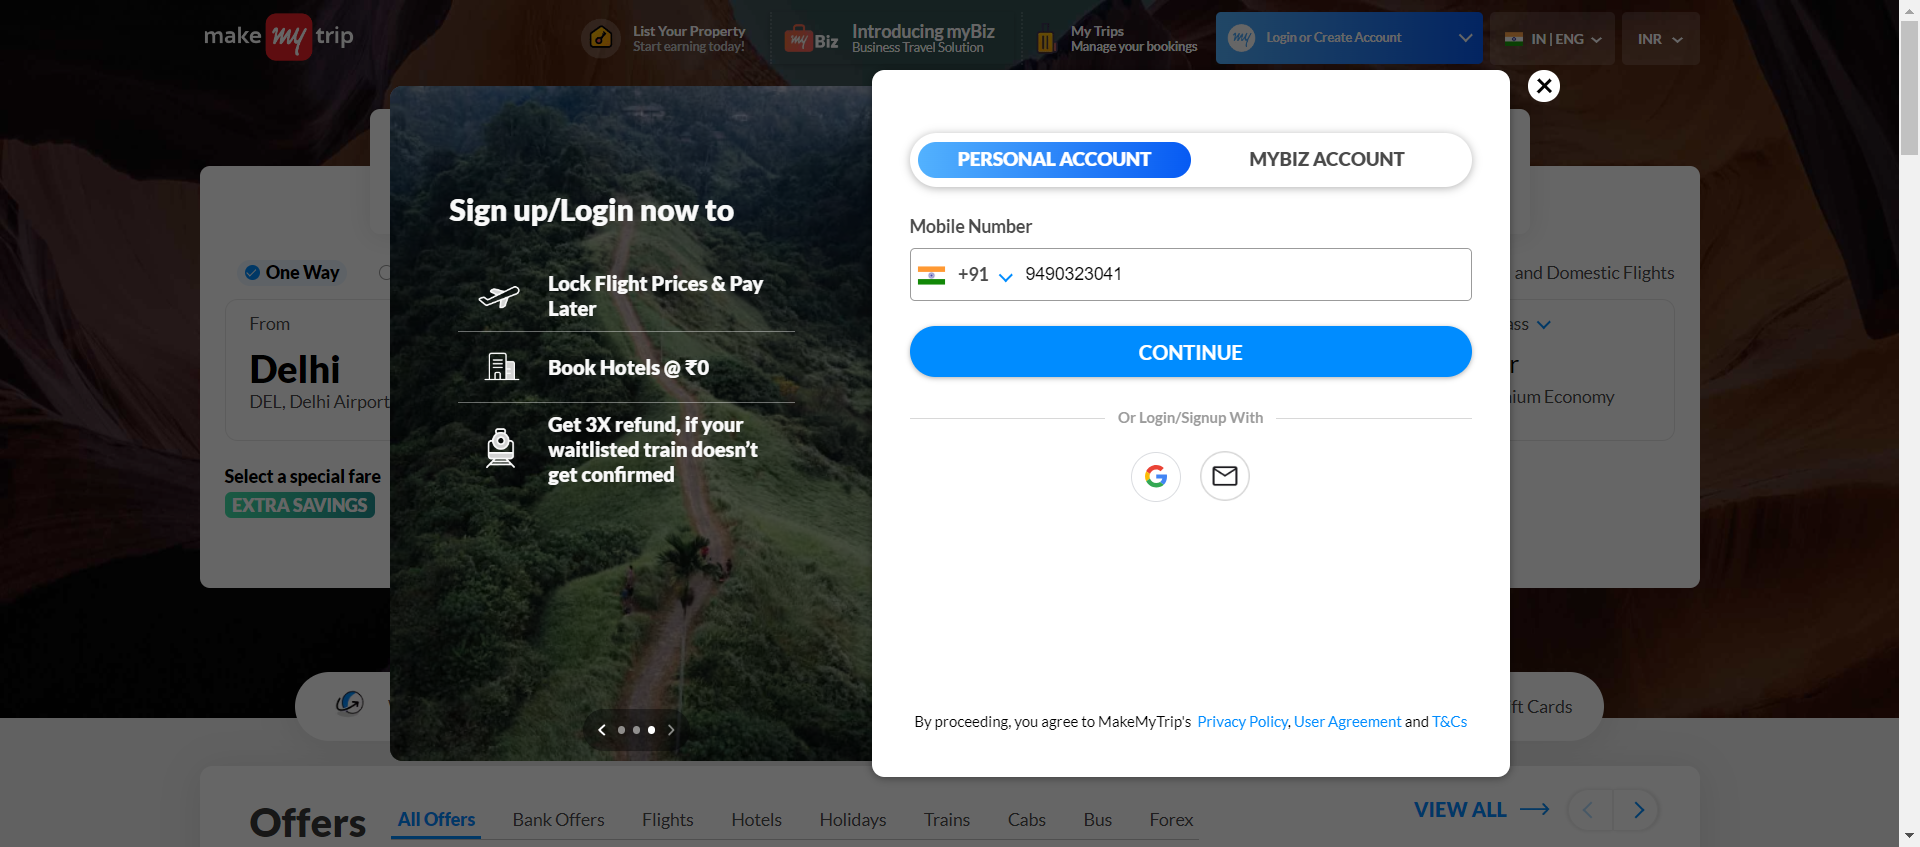 make my trip
List Your Property
Start earning today!
my Biz
Introducing myBiz
Business Travel Solution
My Trips
Manage your bookings
my
Login or Create Account
IN | ENG
INR
PERSONAL ACCOUNT
MYBIZ ACCOUNT
Sign up/Login now to
Mobile Number
+91
9490323041
One Way
and Domestic Flights
Lock Flight Prices & Pay
Later
From
Delhi
DEL, Delhi Airport
CONTINUE
Book Hotels @ ₹0
ium Economy
Or Login/Signup With
Get 3X refund, if your
waitlisted train doesn’t
get confirmed
Select a special fare
EXTRA SAVINGS
ft Cards
By proceeding, you agree to MakeMyTrip's Privacy Policy, User Agreement and T&Cs
Offers
All Offers
Bank Offers
Flights
Hotels
Holidays
Trains
Cabs
Bus
Forex
VIEW ALL